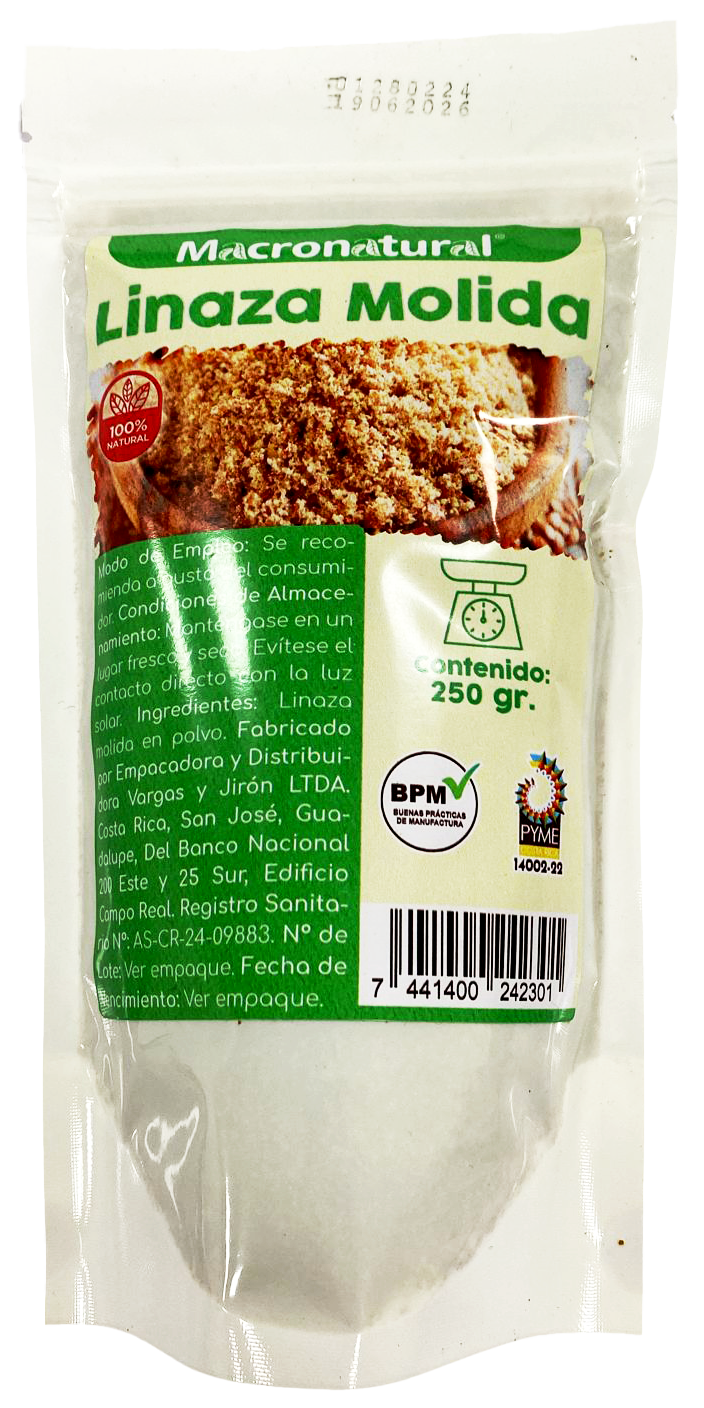 01280224
19062026
Macronatural®
Linaza Molida
100%
NATURAL
Modo de Empleo: Se reco-
mienda al gusto del consumi-
dor. Condiciones de Almace-
namiento: Manténgase en un
lugar fresco y seco. Evítese el
contacto directo con la luz
solar. Ingredientes: Linaza
molida en polvo. Fabricado
por Empacadora y Distribui-
dora Vargas y Jirón LTDA.
Costa Rica, San José, Gua-
dalupe, Del Banco Nacional
200 Este y 25 Sur, Edificio
Campo Real. Registro Sanita-
rio Nº: AS-CR-24-09883. Nº de
Lote: Ver empaque. Fecha de
Vencimiento: Ver empaque.
Contenido:
250 gr.
BPM
BUENAS PRÁCTICAS
DE MANUFACTURA
PYME
14002-22
7 441400 242301